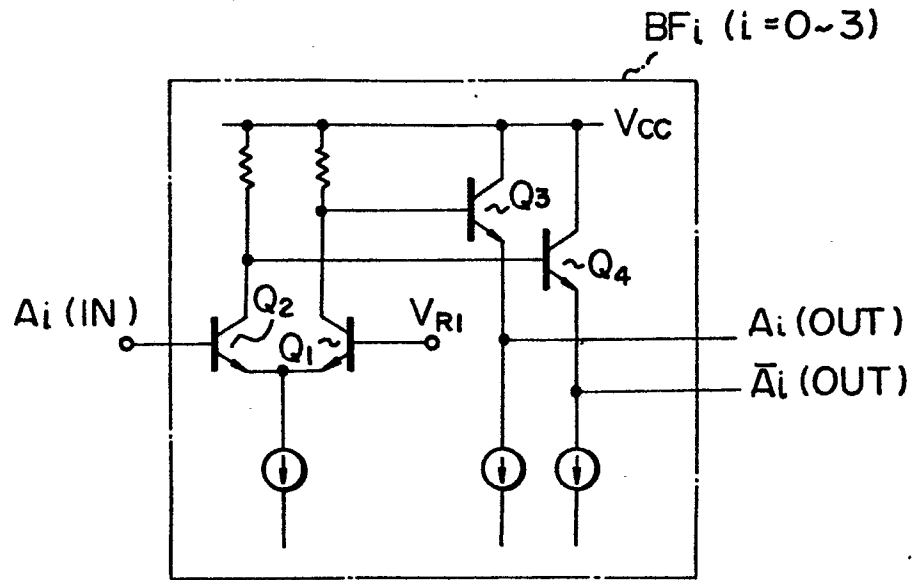 BFi (i=0~3)
VCC
Q3
Q4
Ai (IN)
Q2
Q1
VR1
Ai (OUT)
Āi (OUT)